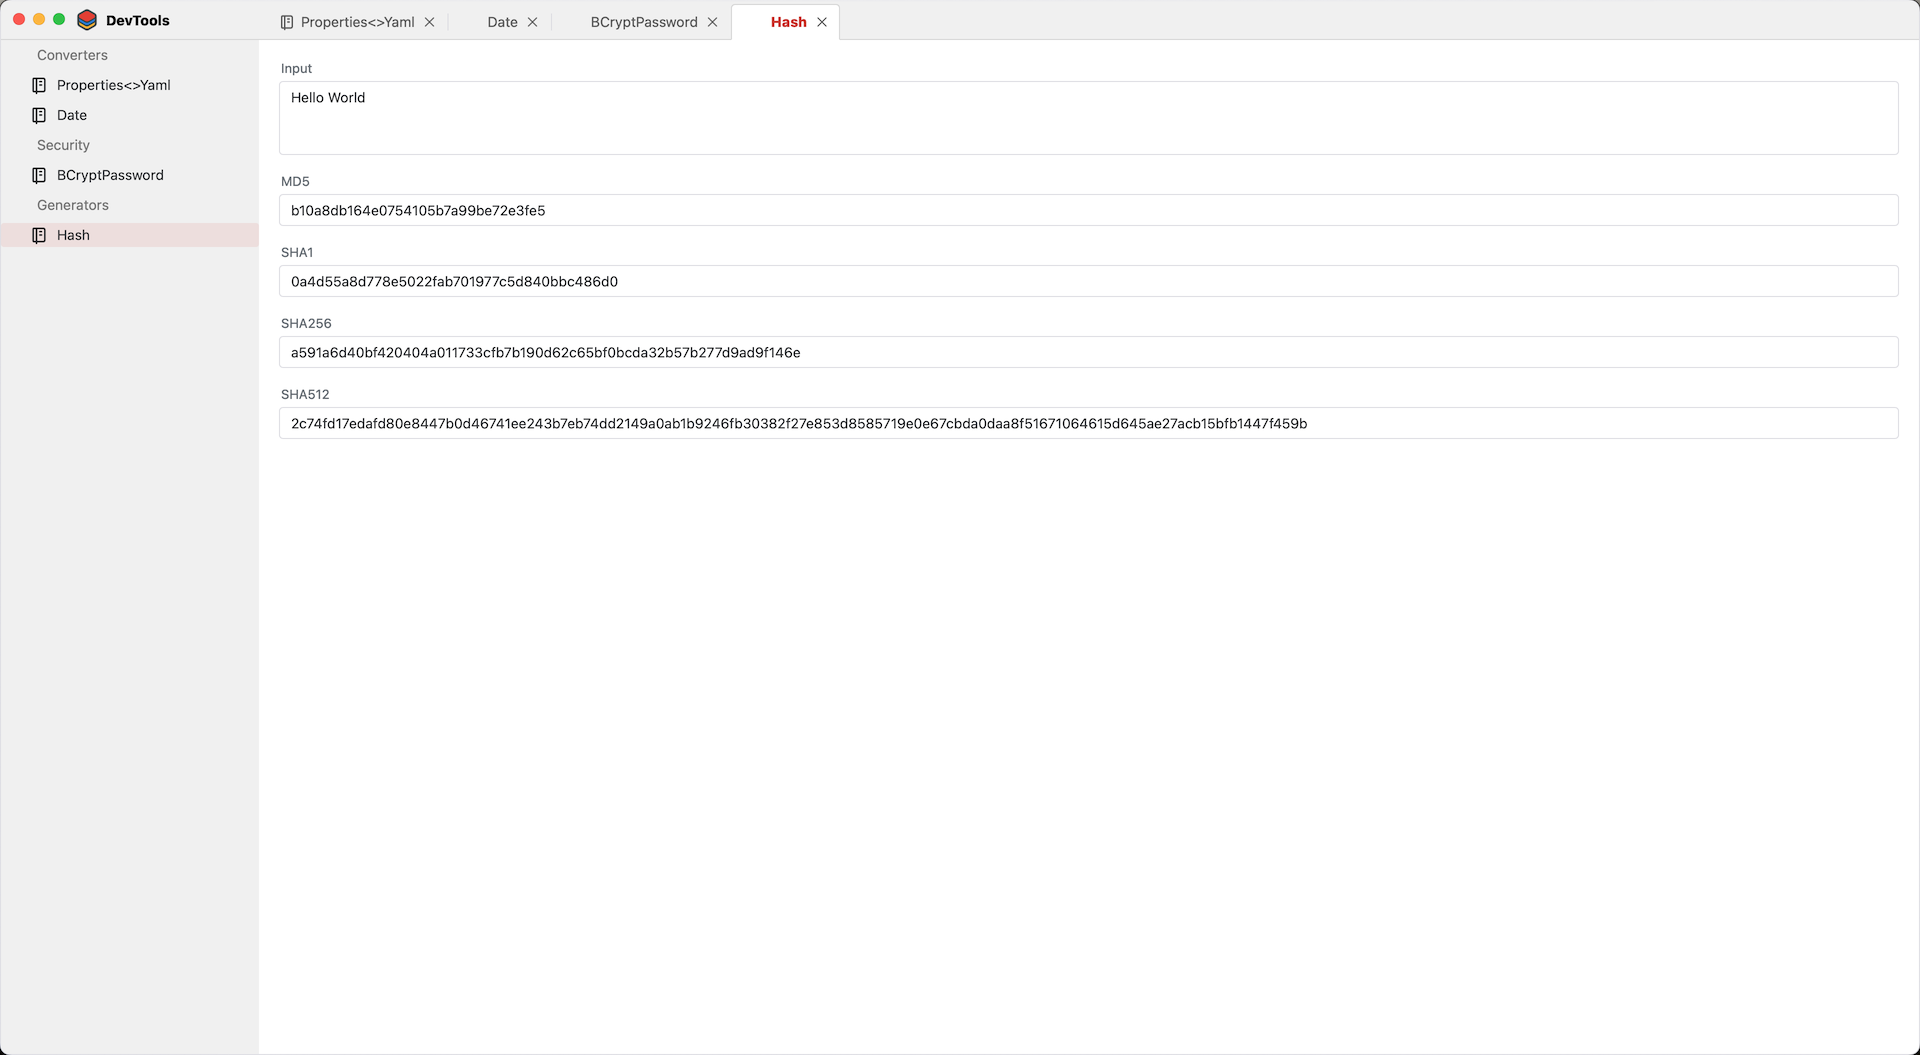 DevTools
Properties<>Yaml
Date
BCryptPassword
Hash
Converters
Properties<>Yaml
Date
Security
BCryptPassword
Generators
Hash
Input
Hello World
MD5
b10a8db164e0754105b7a99be72e3fe5
SHA1
0a4d55a8d778e5022fab701977c5d840bbc486d0
SHA256
a591a6d40bf420404a011733cfb7b190d62c65bf0bcda32b57b277d9ad9f146e
SHA512
2c74fd17edafd80e8447b0d46741ee243b7eb74dd2149a0ab1b9246fb30382f27e853d8585719e0e67cbda0daa8f51671064615d645ae27acb15bfb1447f459b